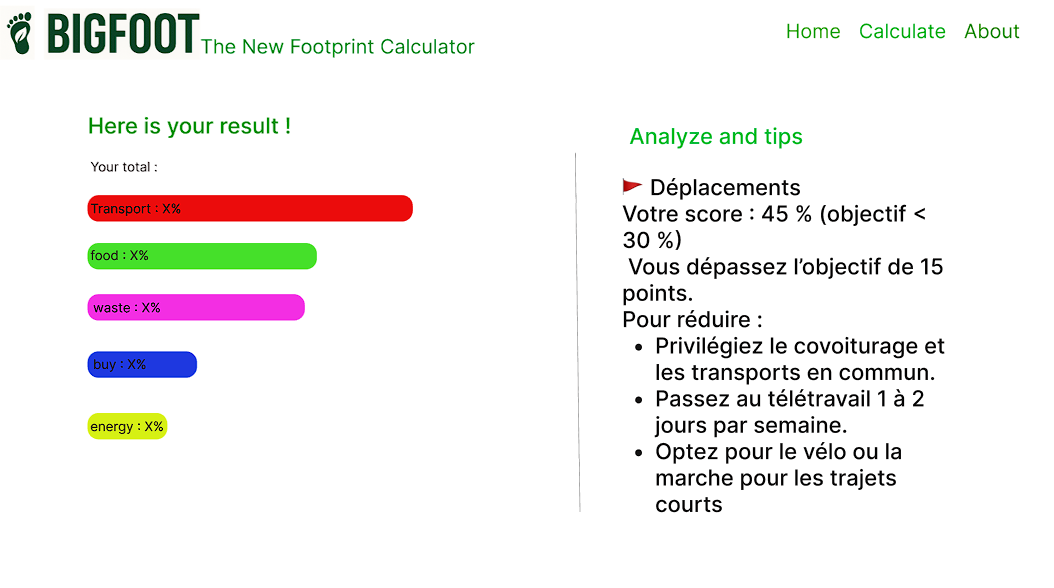 BIGFOOT The New Footprint Calculator
Home Calculate About
Here is your result !
Your total :
Transport : X%
food : X%
waste : X%
buy : X%
energy : X%
Analyze and tips
Déplacements
Votre score : 45 % (objectif <
30 %)
Vous dépassez l’objectif de 15
points.
Pour réduire :
• Privilégiez le covoiturage et
les transports en commun.
• Passez au télétravail 1 à 2
jours par semaine.
• Optez pour le vélo ou la
marche pour les trajets
courts